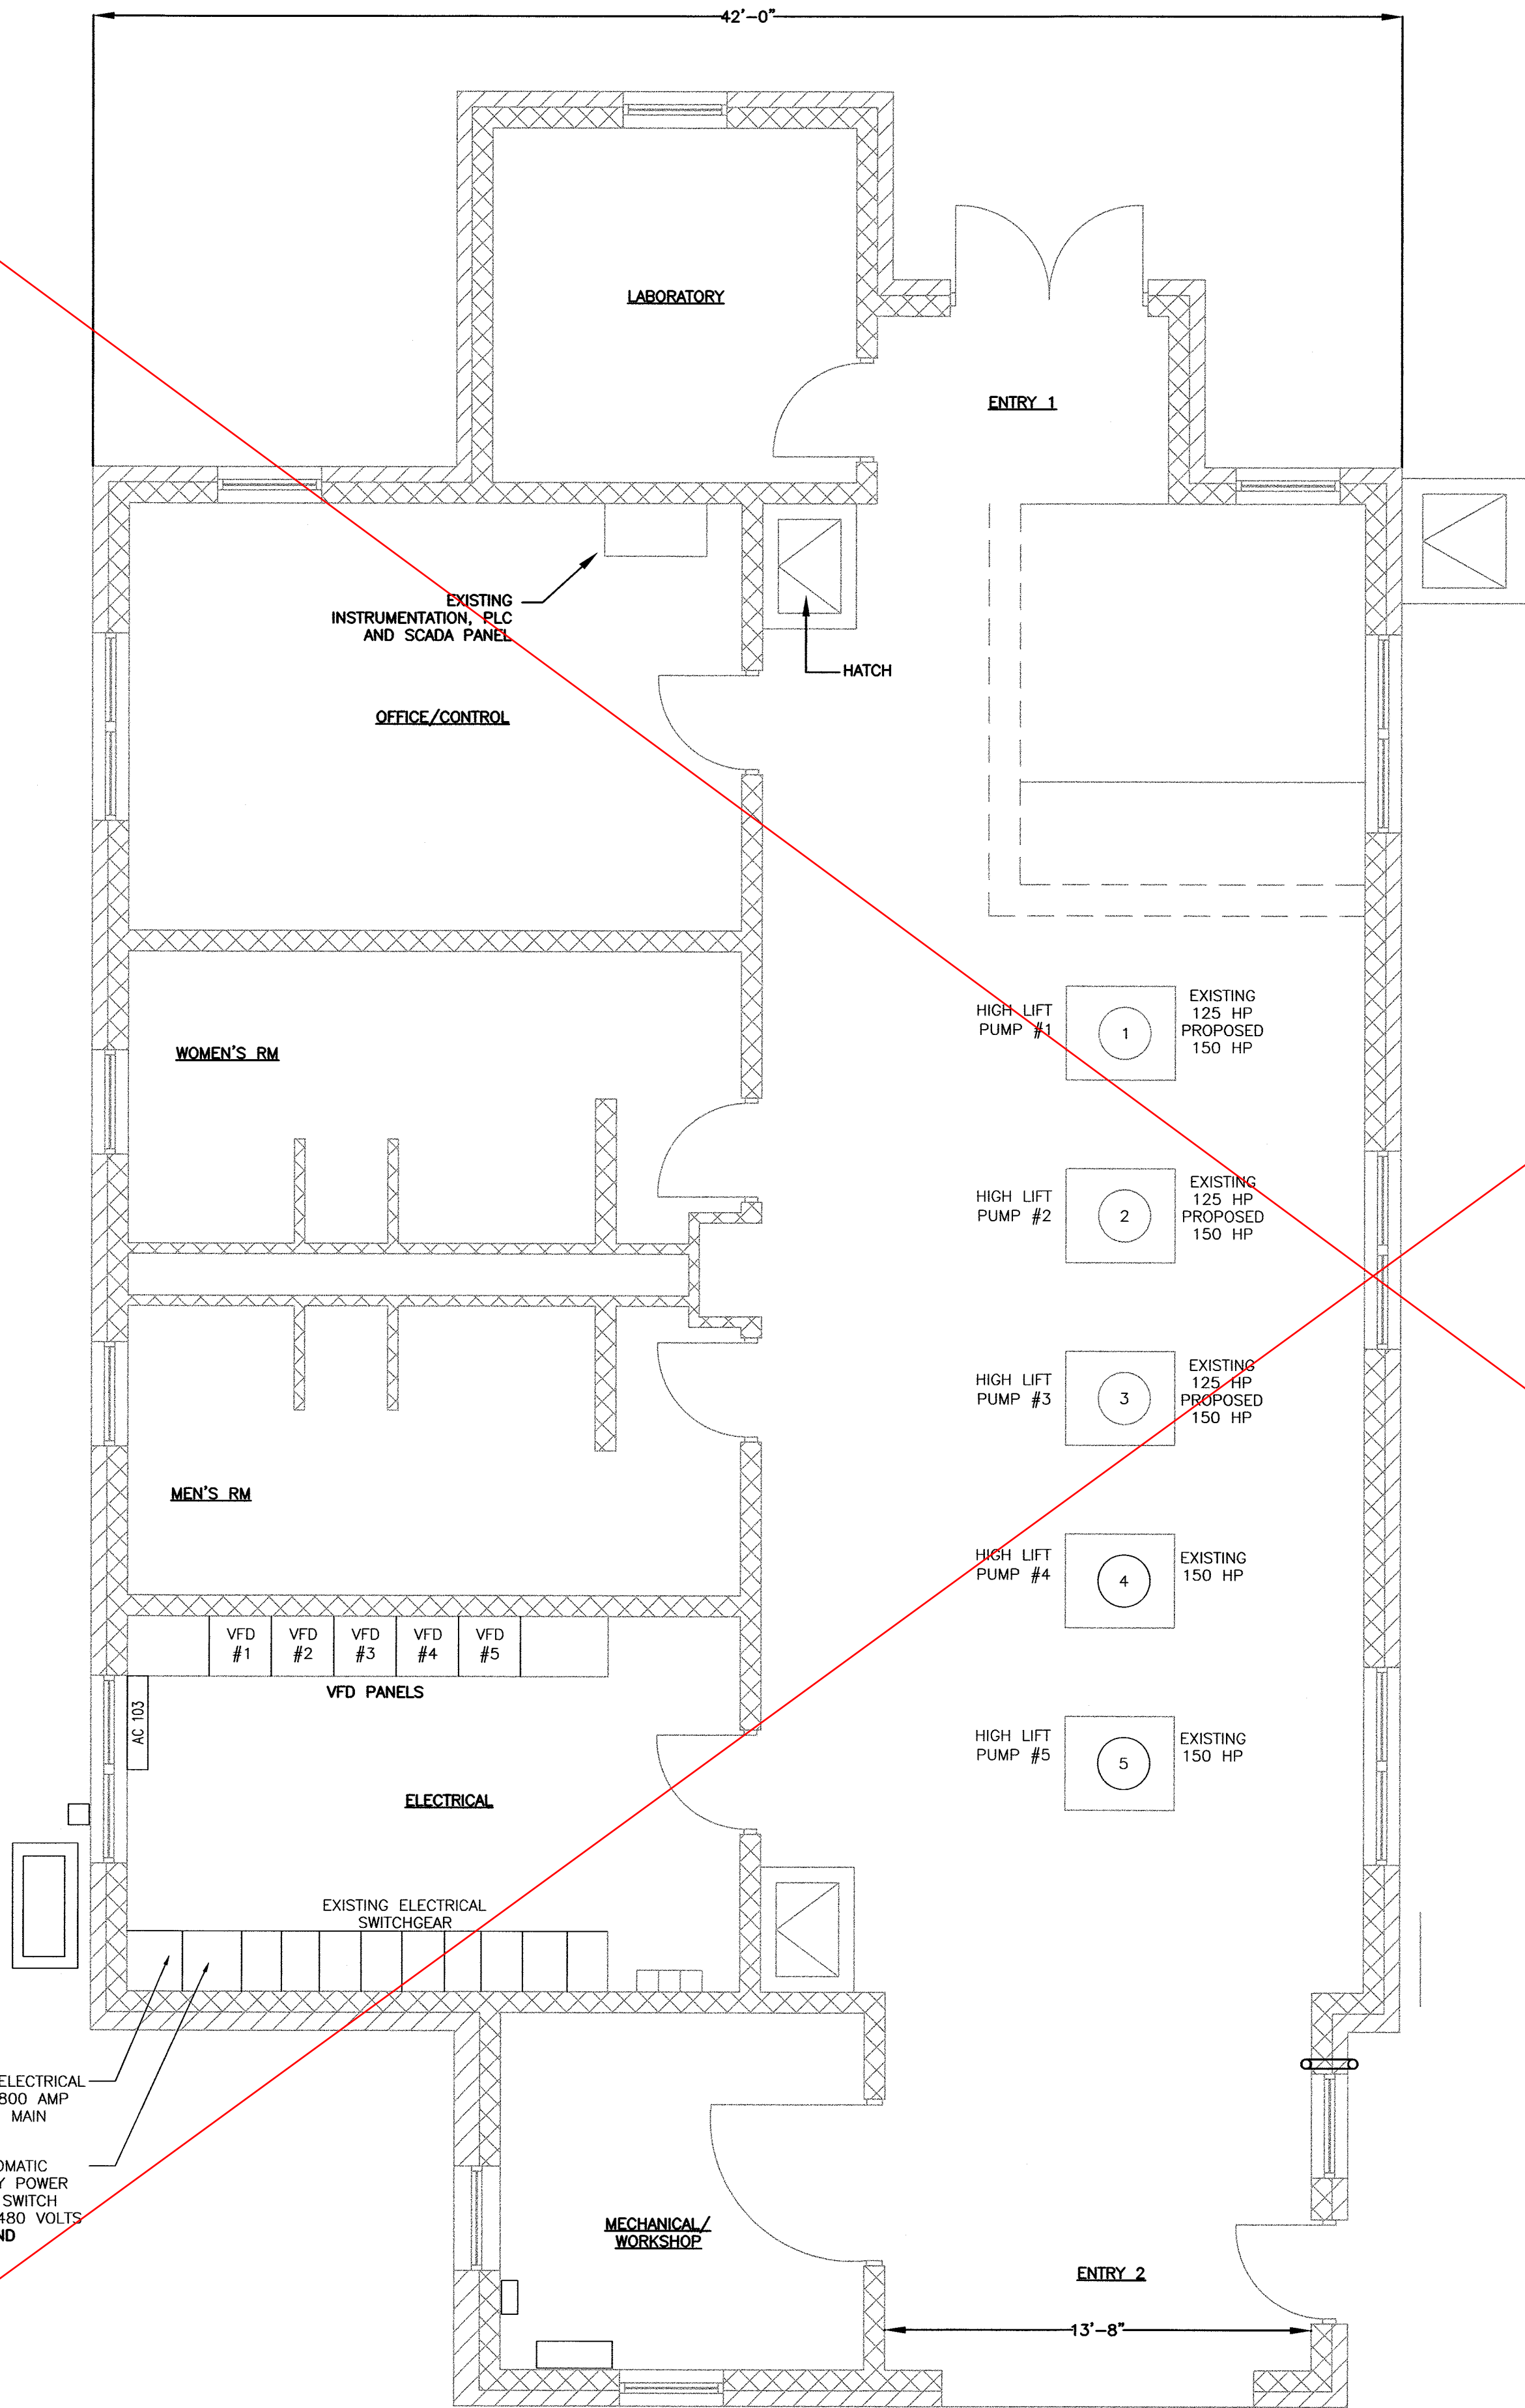 42'-0"
LABORATORY
ENTRY 1
EXISTING
INSTRUMENTATION, PLC
AND SCADA PANEL
HATCH
OFFICE/CONTROL
WOMEN'S RM
HIGH LIFT
PUMP #1
1
EXISTING
125 HP
PROPOSED
150 HP
HIGH LIFT
PUMP #2
2
EXISTING
125 HP
PROPOSED
150 HP
HIGH LIFT
PUMP #3
3
EXISTING
125 HP
PROPOSED
150 HP
MEN'S RM
HIGH LIFT
PUMP #4
4
EXISTING
150 HP
VFD
#1
VFD
#2
VFD
#3
VFD
#4
VFD
#5
VFD PANELS
AC 103
HIGH LIFT
PUMP #5
5
EXISTING
150 HP
ELECTRICAL
EXISTING ELECTRICAL
SWITCHGEAR
ELECTRICAL
800 AMP
MAIN
OMATIC
Y POWER
SWITCH
480 VOLTS
ND
MECHANICAL/
WORKSHOP
ENTRY 2
13'-8"